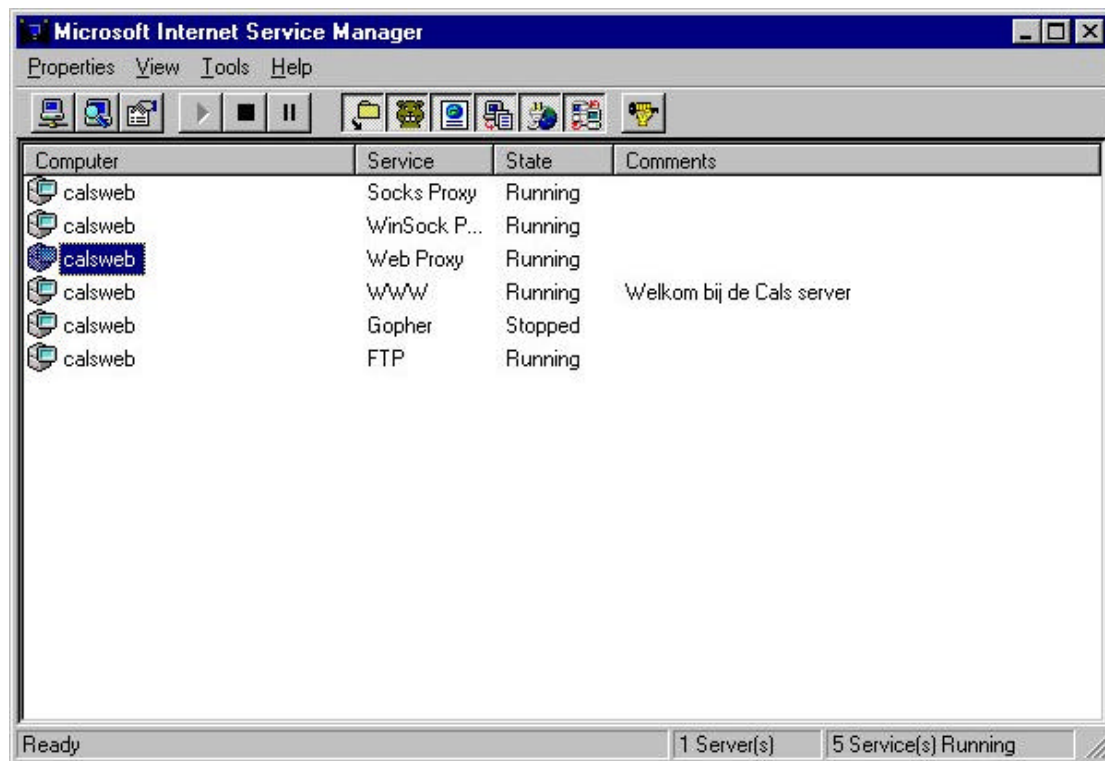 Microsoft Internet Service Manager
Properties View Tools Help
Computer Service State Comments
calsweb Socks Proxy Running
calsweb WinSock P... Running
calsweb Web Proxy Running
calsweb WWW Running Welkom bij de Cals server
calsweb Gopher Stopped
calsweb FTP Running
Ready 1 Server(s) 5 Service(s) Running